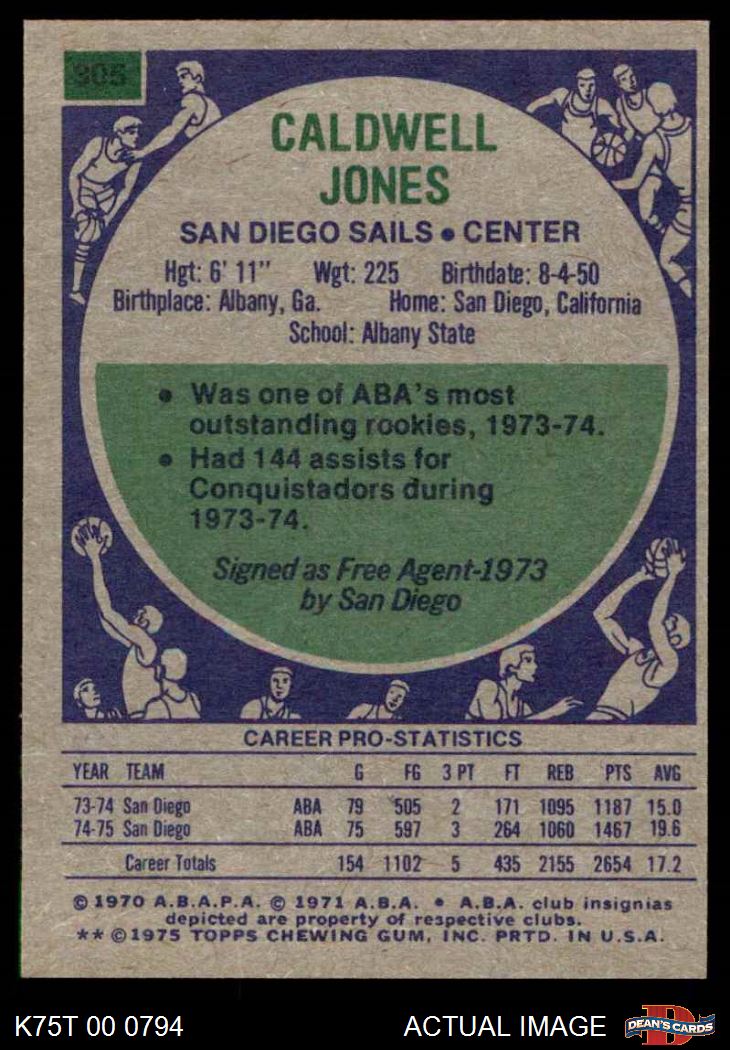 305
CALDWELL
JONES
SAN DIEGO SAILS • CENTER
Hgt: 6' 11" Wgt: 225 Birthdate: 8-4-50
Birthplace: Albany, Ga. Home: San Diego, California
School: Albany State
• Was one of ABA's most
outstanding rookies, 1973-74.
• Had 144 assists for
Conquistadors during
1973-74.
Signed as Free Agent-1973
by San Diego
CAREER PRO-STATISTICS
YEAR TEAM G FG 3 PT FT REB PTS AVG
73-74 San Diego ABA 79 505 2 171 1095 1187 15.0
74-75 San Diego ABA 75 597 3 264 1060 1467 19.6
Career Totals 154 1102 5 435 2155 2654 17.2
© 1970 A.B.A.P.A. © 1971 A.B.A. • A.B.A. club insignias
depicted are property of respective clubs.
** © 1975 TOPPS CHEWING GUM, INC. PRTD. IN U.S.A.
K75T 00 0794 ACTUAL IMAGE D DEAN'S CARDS